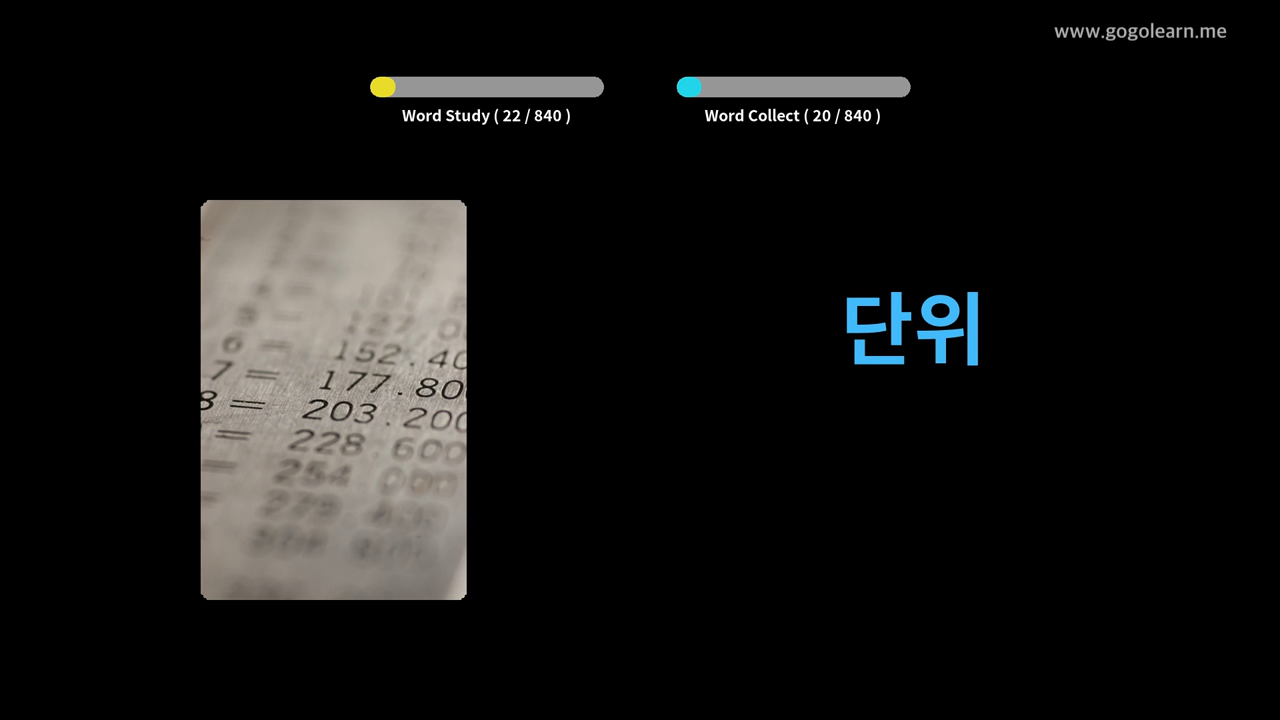 www.gogolearn.me
Word Study ( 22 / 840 )
Word Collect ( 20 / 840 )
단위
6 = 152.40
7 = 177.80
8 = 203.200
= 228.600
= 254 000